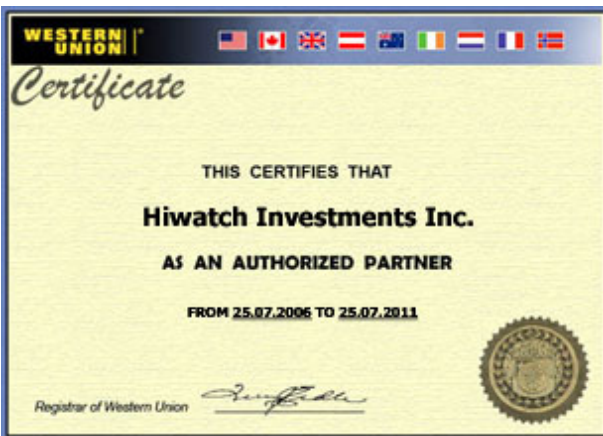 WESTERN
UNION
Certificate
THIS CERTIFIES THAT
Hiwatch Investments Inc.
AS AN AUTHORIZED PARTNER
FROM 25.07.2006 TO 25.07.2011
Registrar of Western Union